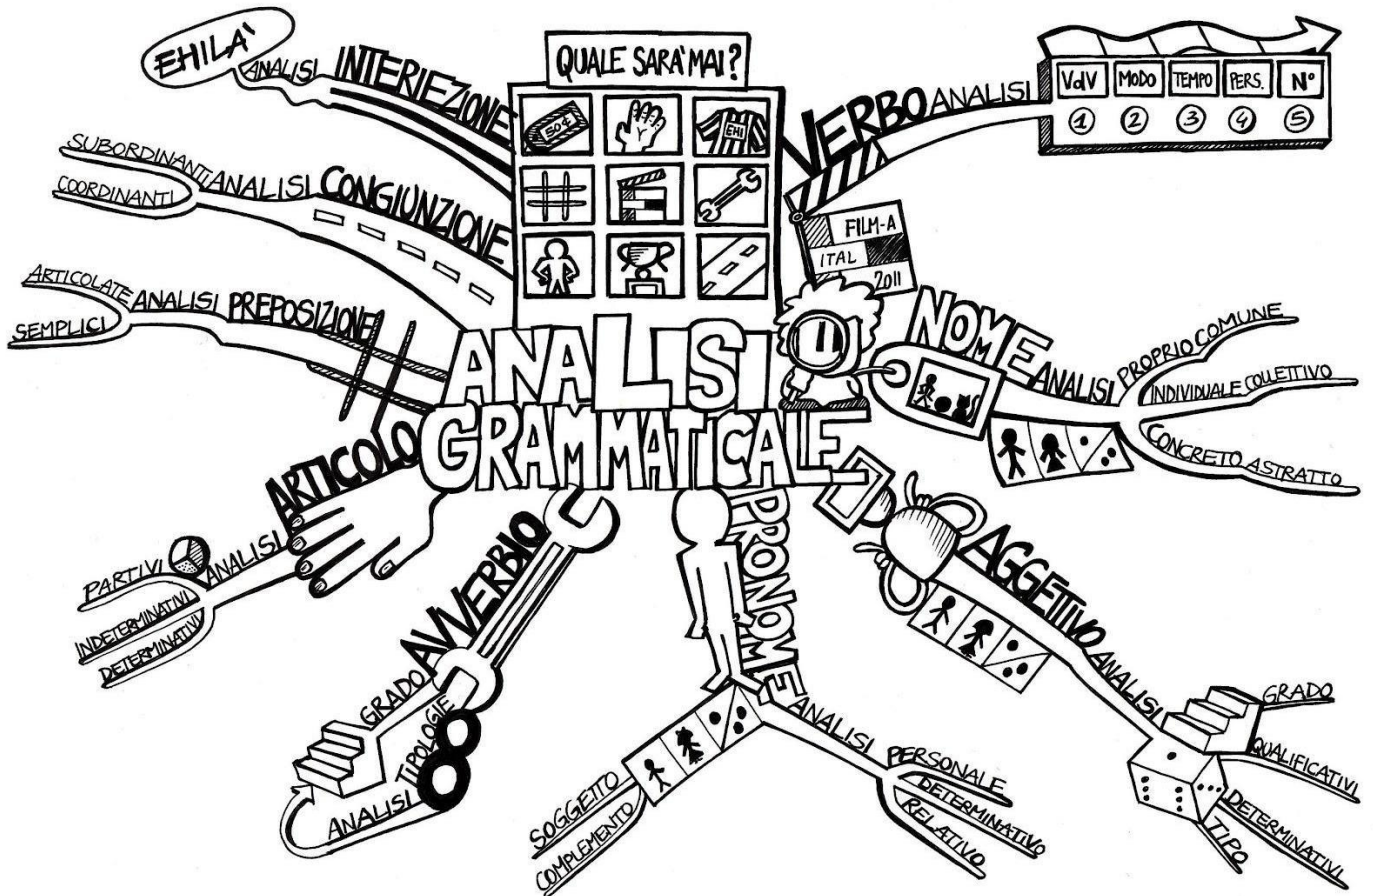 QUALE SARA' MAI?
50¢
Y
EHI
ANALISI
GRAMMATICALE
EHILA'
ANALISI INTERIEZIONE
SUBORDINANTI
COORDINANTI
ANALISI CONGIUNZIONE
ARTICOLATE
SEMPLICI
ANALISI PREPOSIZIONE
ARTICOLO
ANALISI
PARTIVI
INDETERMINATIVI
DETERMINATIVI
AVVERBIO
GRADO
TIPOLOGIE
8
ANALISI
PRONOME
SOGGETTO
COMPLEMENTO
ANALISI
PERSONALE
DETERMINATIVO
RELATIVO
AGGETTIVO
ANALISI
GRADO
QUALIFICATIVI
DETERMINATIVI
TIPO
NOME
ANALISI
PROPRIO COMUNE
INDIVIDUALE COLLETTIVO
CONCRETO ASTRATTO
FILM-A
ITAL
2011
VERBO ANALISI
VdV MODO TEMPO PERS. N°
1 2 3 4 5